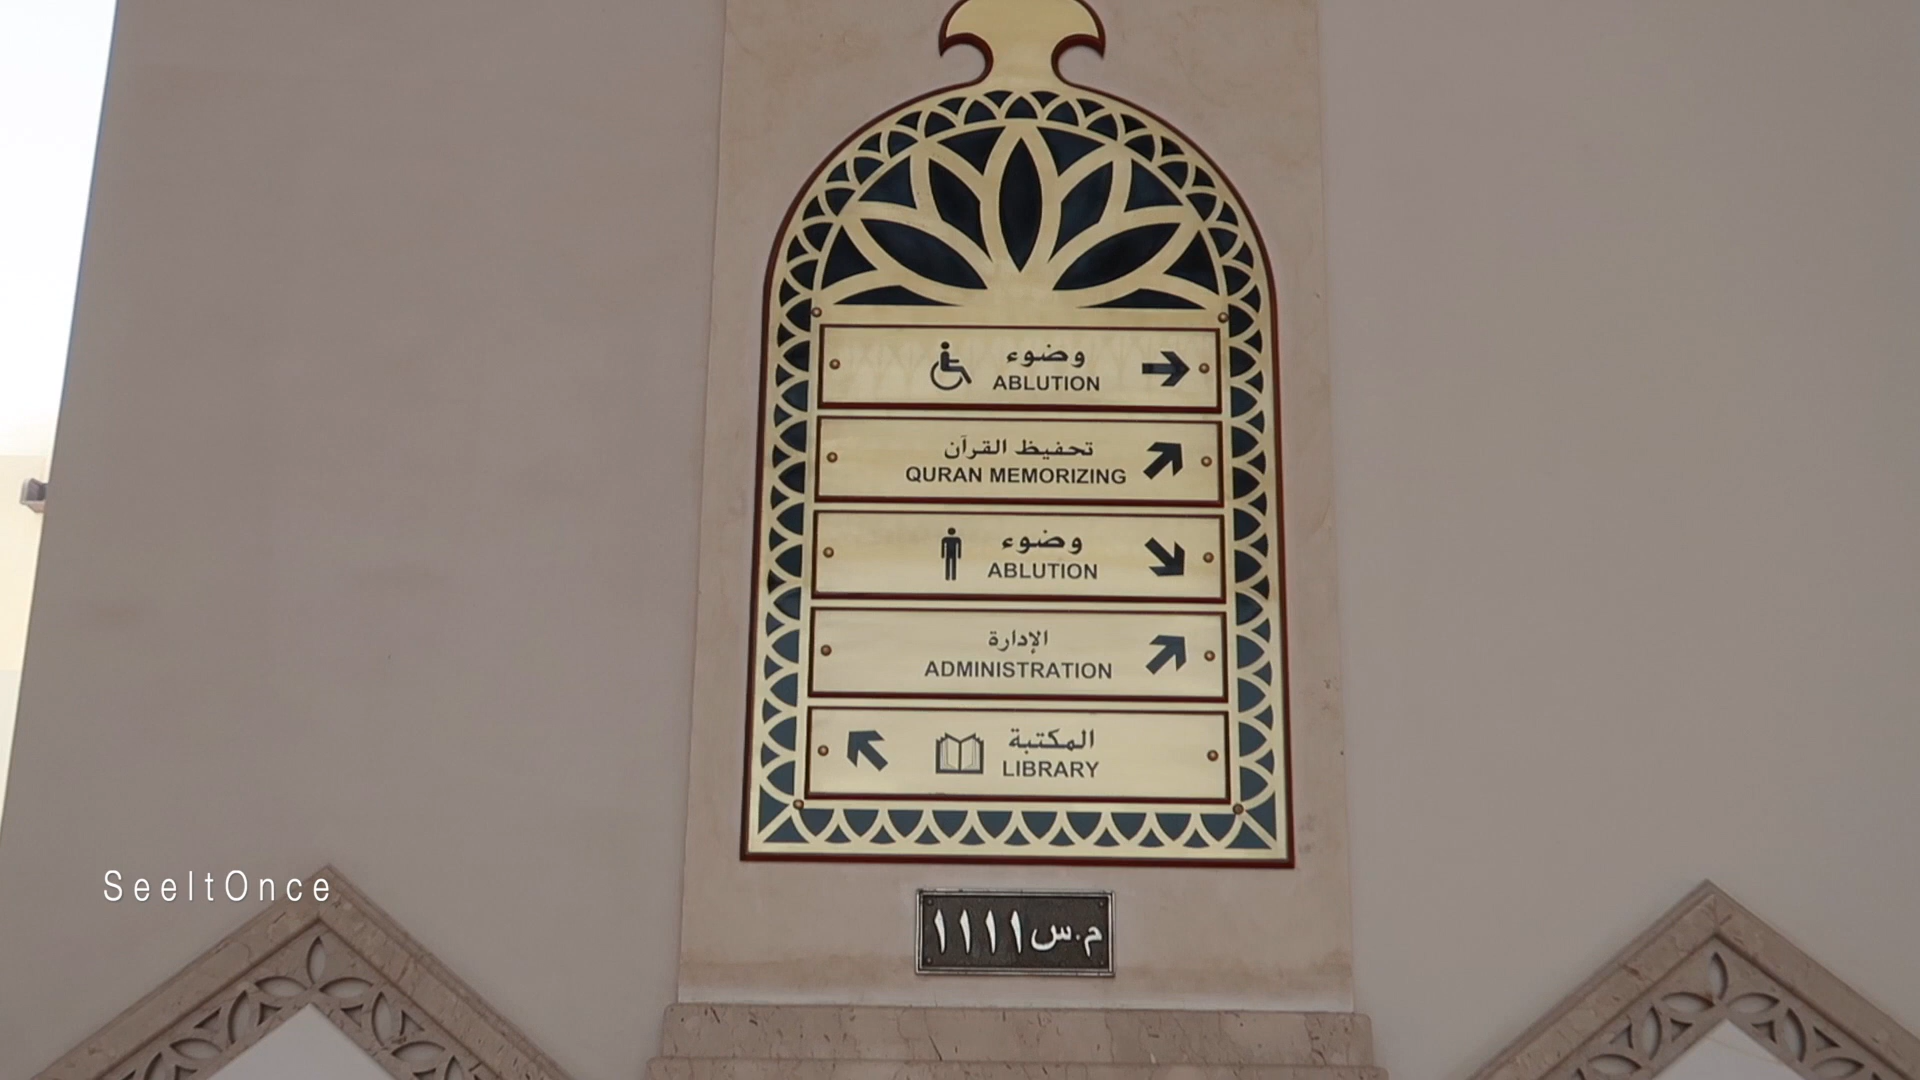 وضوء
ABLUTION
تحفيظ القرآن
QURAN MEMORIZING
وضوء
ABLUTION
الإدارة
ADMINISTRATION
المكتبة
LIBRARY
م.س ١١١١
SeeItOnce